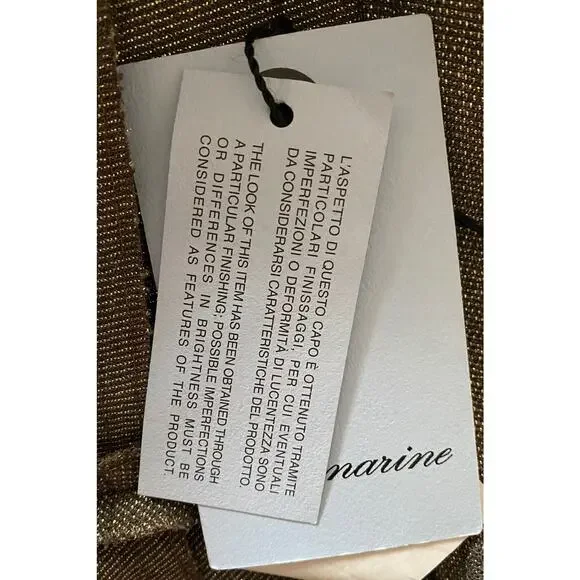 L'ASPETTO DI QUESTO CAPO È OTTENUTO TRAMITE
PARTICOLARI FINISSAGGI, PER CUI EVENTUALI
IMPERFEZIONI O DEFORMITÀ DI LUCENTEZZA SONO
DA CONSIDERARSI CARATTERISTICHE DEL PRODOTTO.
THE LOOK OF THIS ITEM HAS BEEN OBTAINED THROUGH
A PARTICULAR FINISHING; POSSIBLE IMPERFECTIONS
OR DIFFERENCES IN BRIGHTNESS MUST BE
CONSIDERED AS FEATURES OF THE PRODUCT.
marine